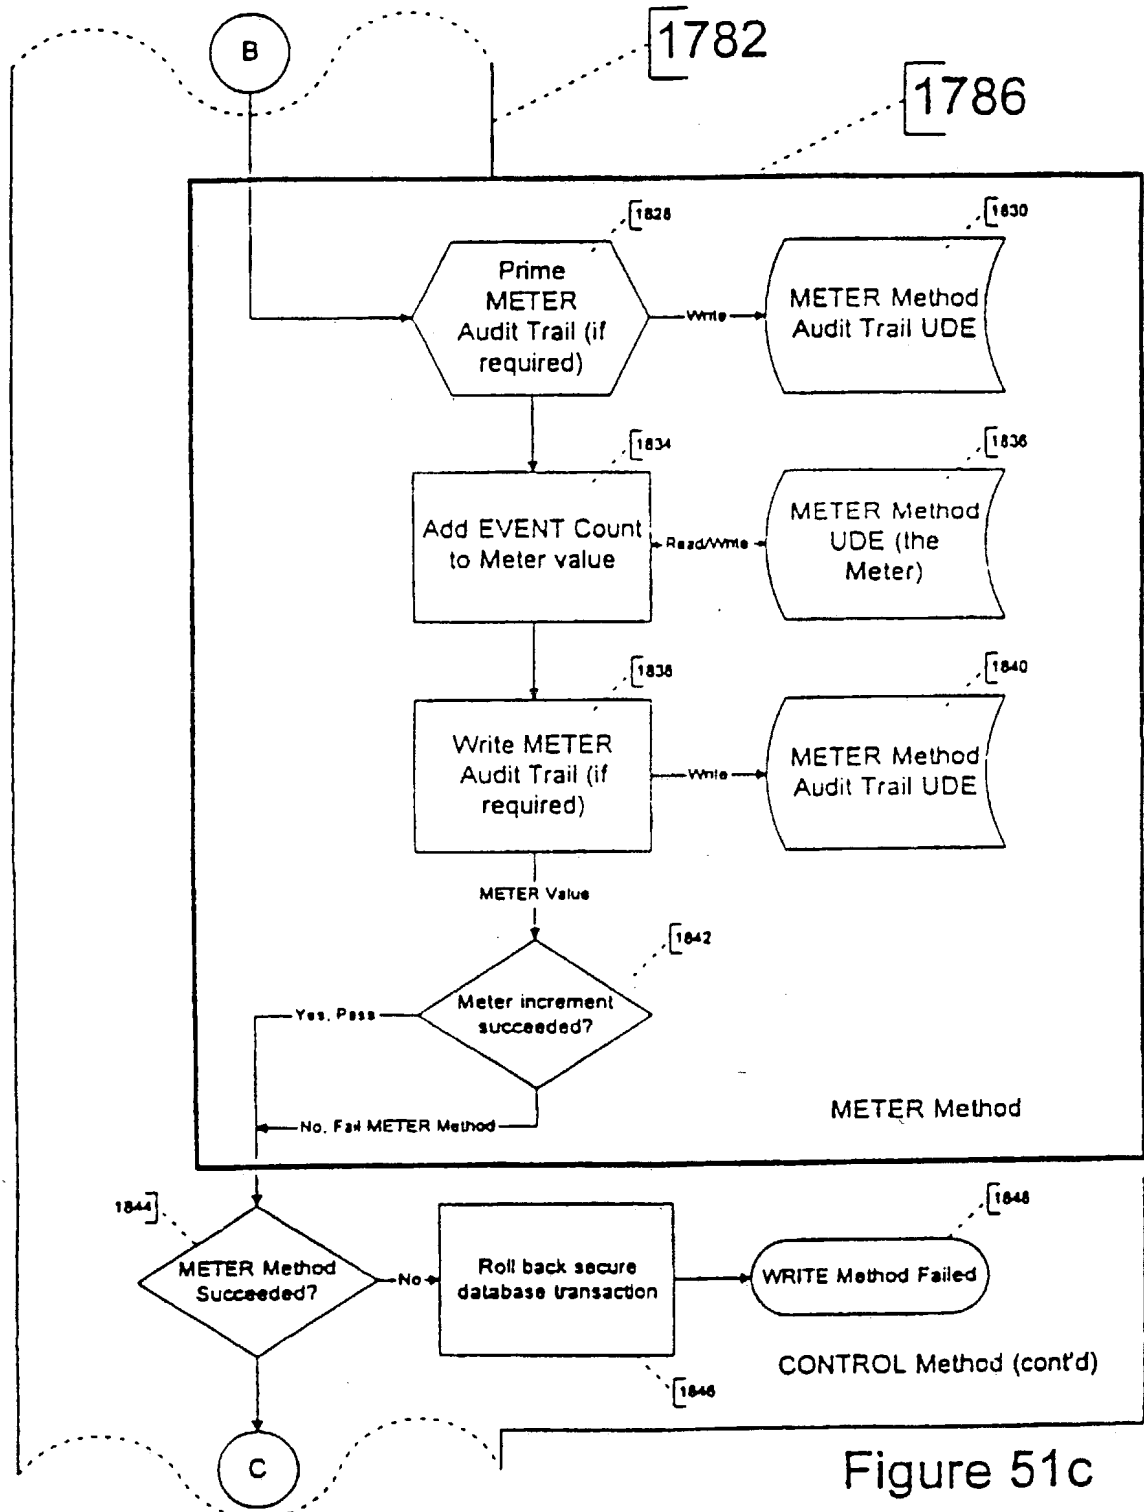 B
1782
1786
1828
Prime
METER
Audit Trail (if
required)
Write
1830
METER Method
Audit Trail UDE
1834
Add EVENT Count
to Meter value
Read/Write
1836
METER Method
UDE (the
Meter)
1838
Write METER
Audit Trail (if
required)
Write
1840
METER Method
Audit Trail UDE
METER Value
1842
Meter increment
succeeded?
Yes, Pass
No, Fail METER Method
METER Method
1844
METER Method
Succeeded?
No
Roll back secure
database transaction
1846
1848
WRITE Method Failed
CONTROL Method (cont'd)
C
Figure 51c